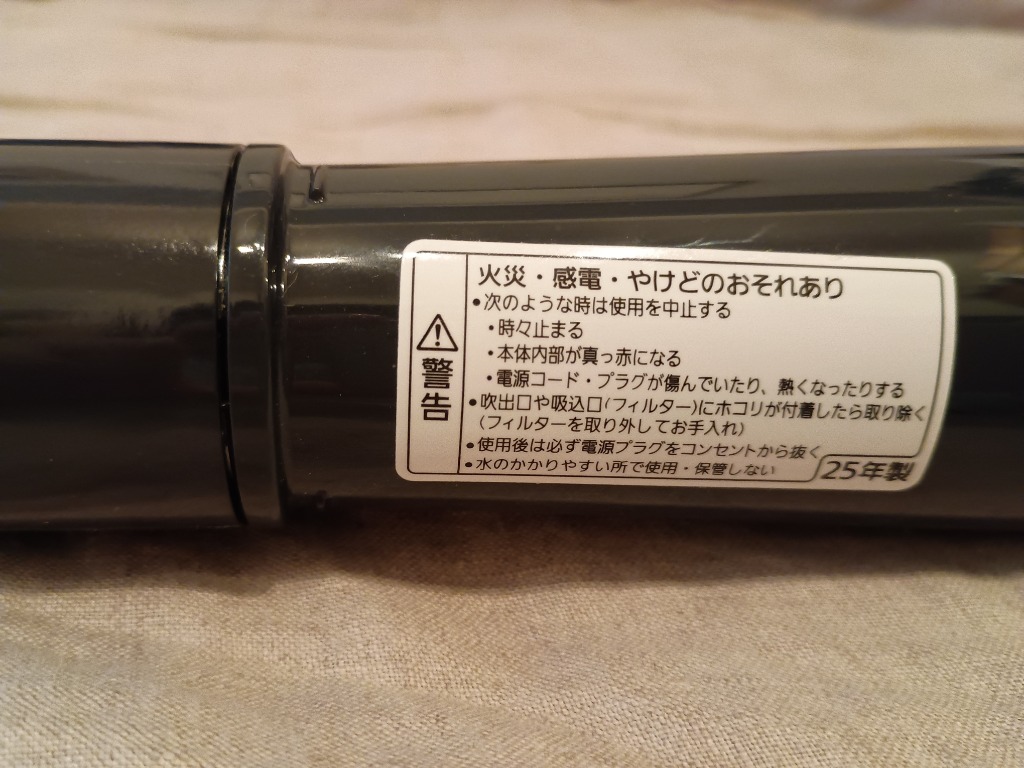 警告
火災・感電・やけどのおそれあり
•次のような時は使用を中止する
・時々止まる
・本体内部が真っ赤になる
・電源コード・プラグが傷んでいたり、熱くなったりする
•吹出口や吸込口(フィルター)にホコリが付着したら取り除く
(フィルターを取り外してお手入れ)
•使用後は必ず電源プラグをコンセントから抜く
•水のかかりやすい所で使用・保管しない
25年製